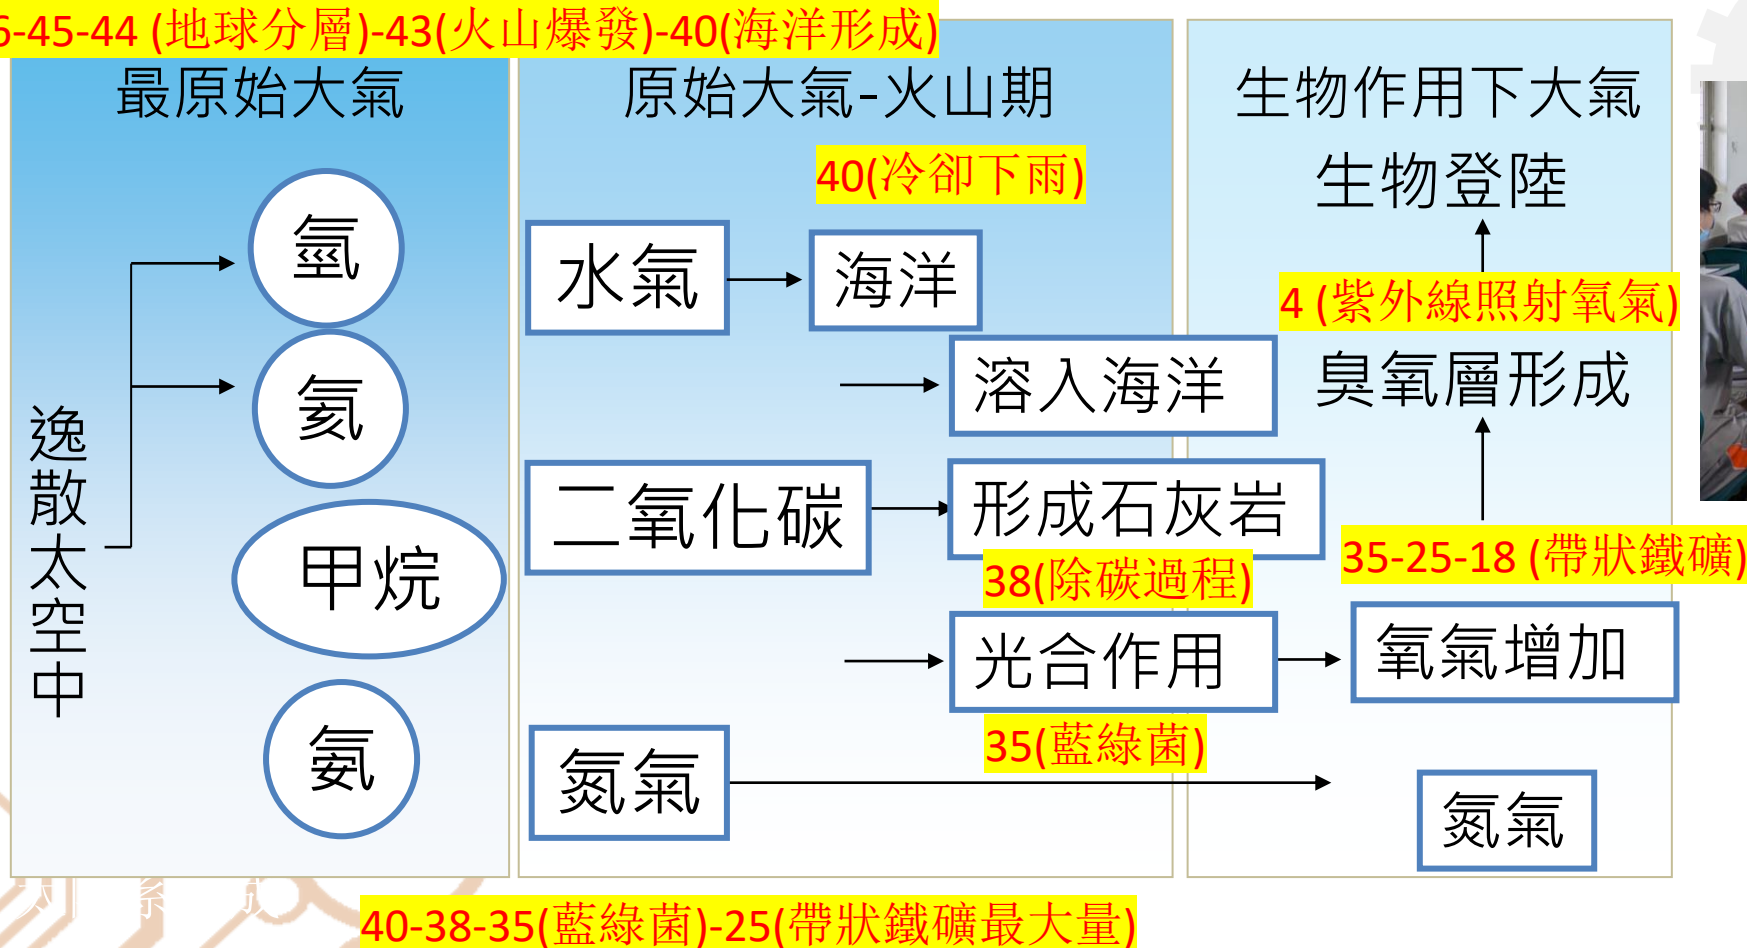 6-45-44 (地球分層)-43(火山爆發)-40(海洋形成)
最原始大氣
氫
氦
甲烷
氨
逸散太空中
原始大氣-火山期
40(冷卻下雨)
水氣
海洋
溶入海洋
二氧化碳
形成石灰岩
38(除碳過程)
光合作用
35(藍綠菌)
氮氣
生物作用下大氣
生物登陸
4 (紫外線照射氧氣)
臭氧層形成
35-25-18 (帶狀鐵礦)
氧氣增加
氮氣
40-38-35(藍綠菌)-25(帶狀鐵礦最大量)